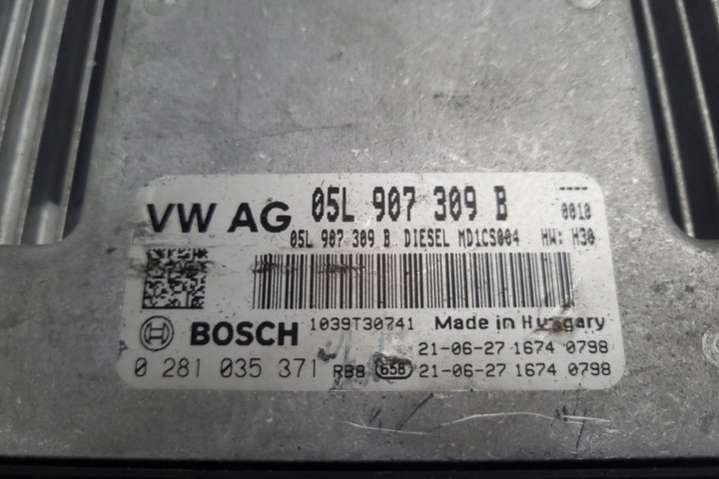 VW AG 05L 907 309 B ----
0010
05L 907 309 B DIESEL MD1CS004 HW: H30
BOSCH 1039T30741 Made in Hungary
21-06-27 1674 0798
0 281 035 371 RBB 658 21-06-27 1674 0798